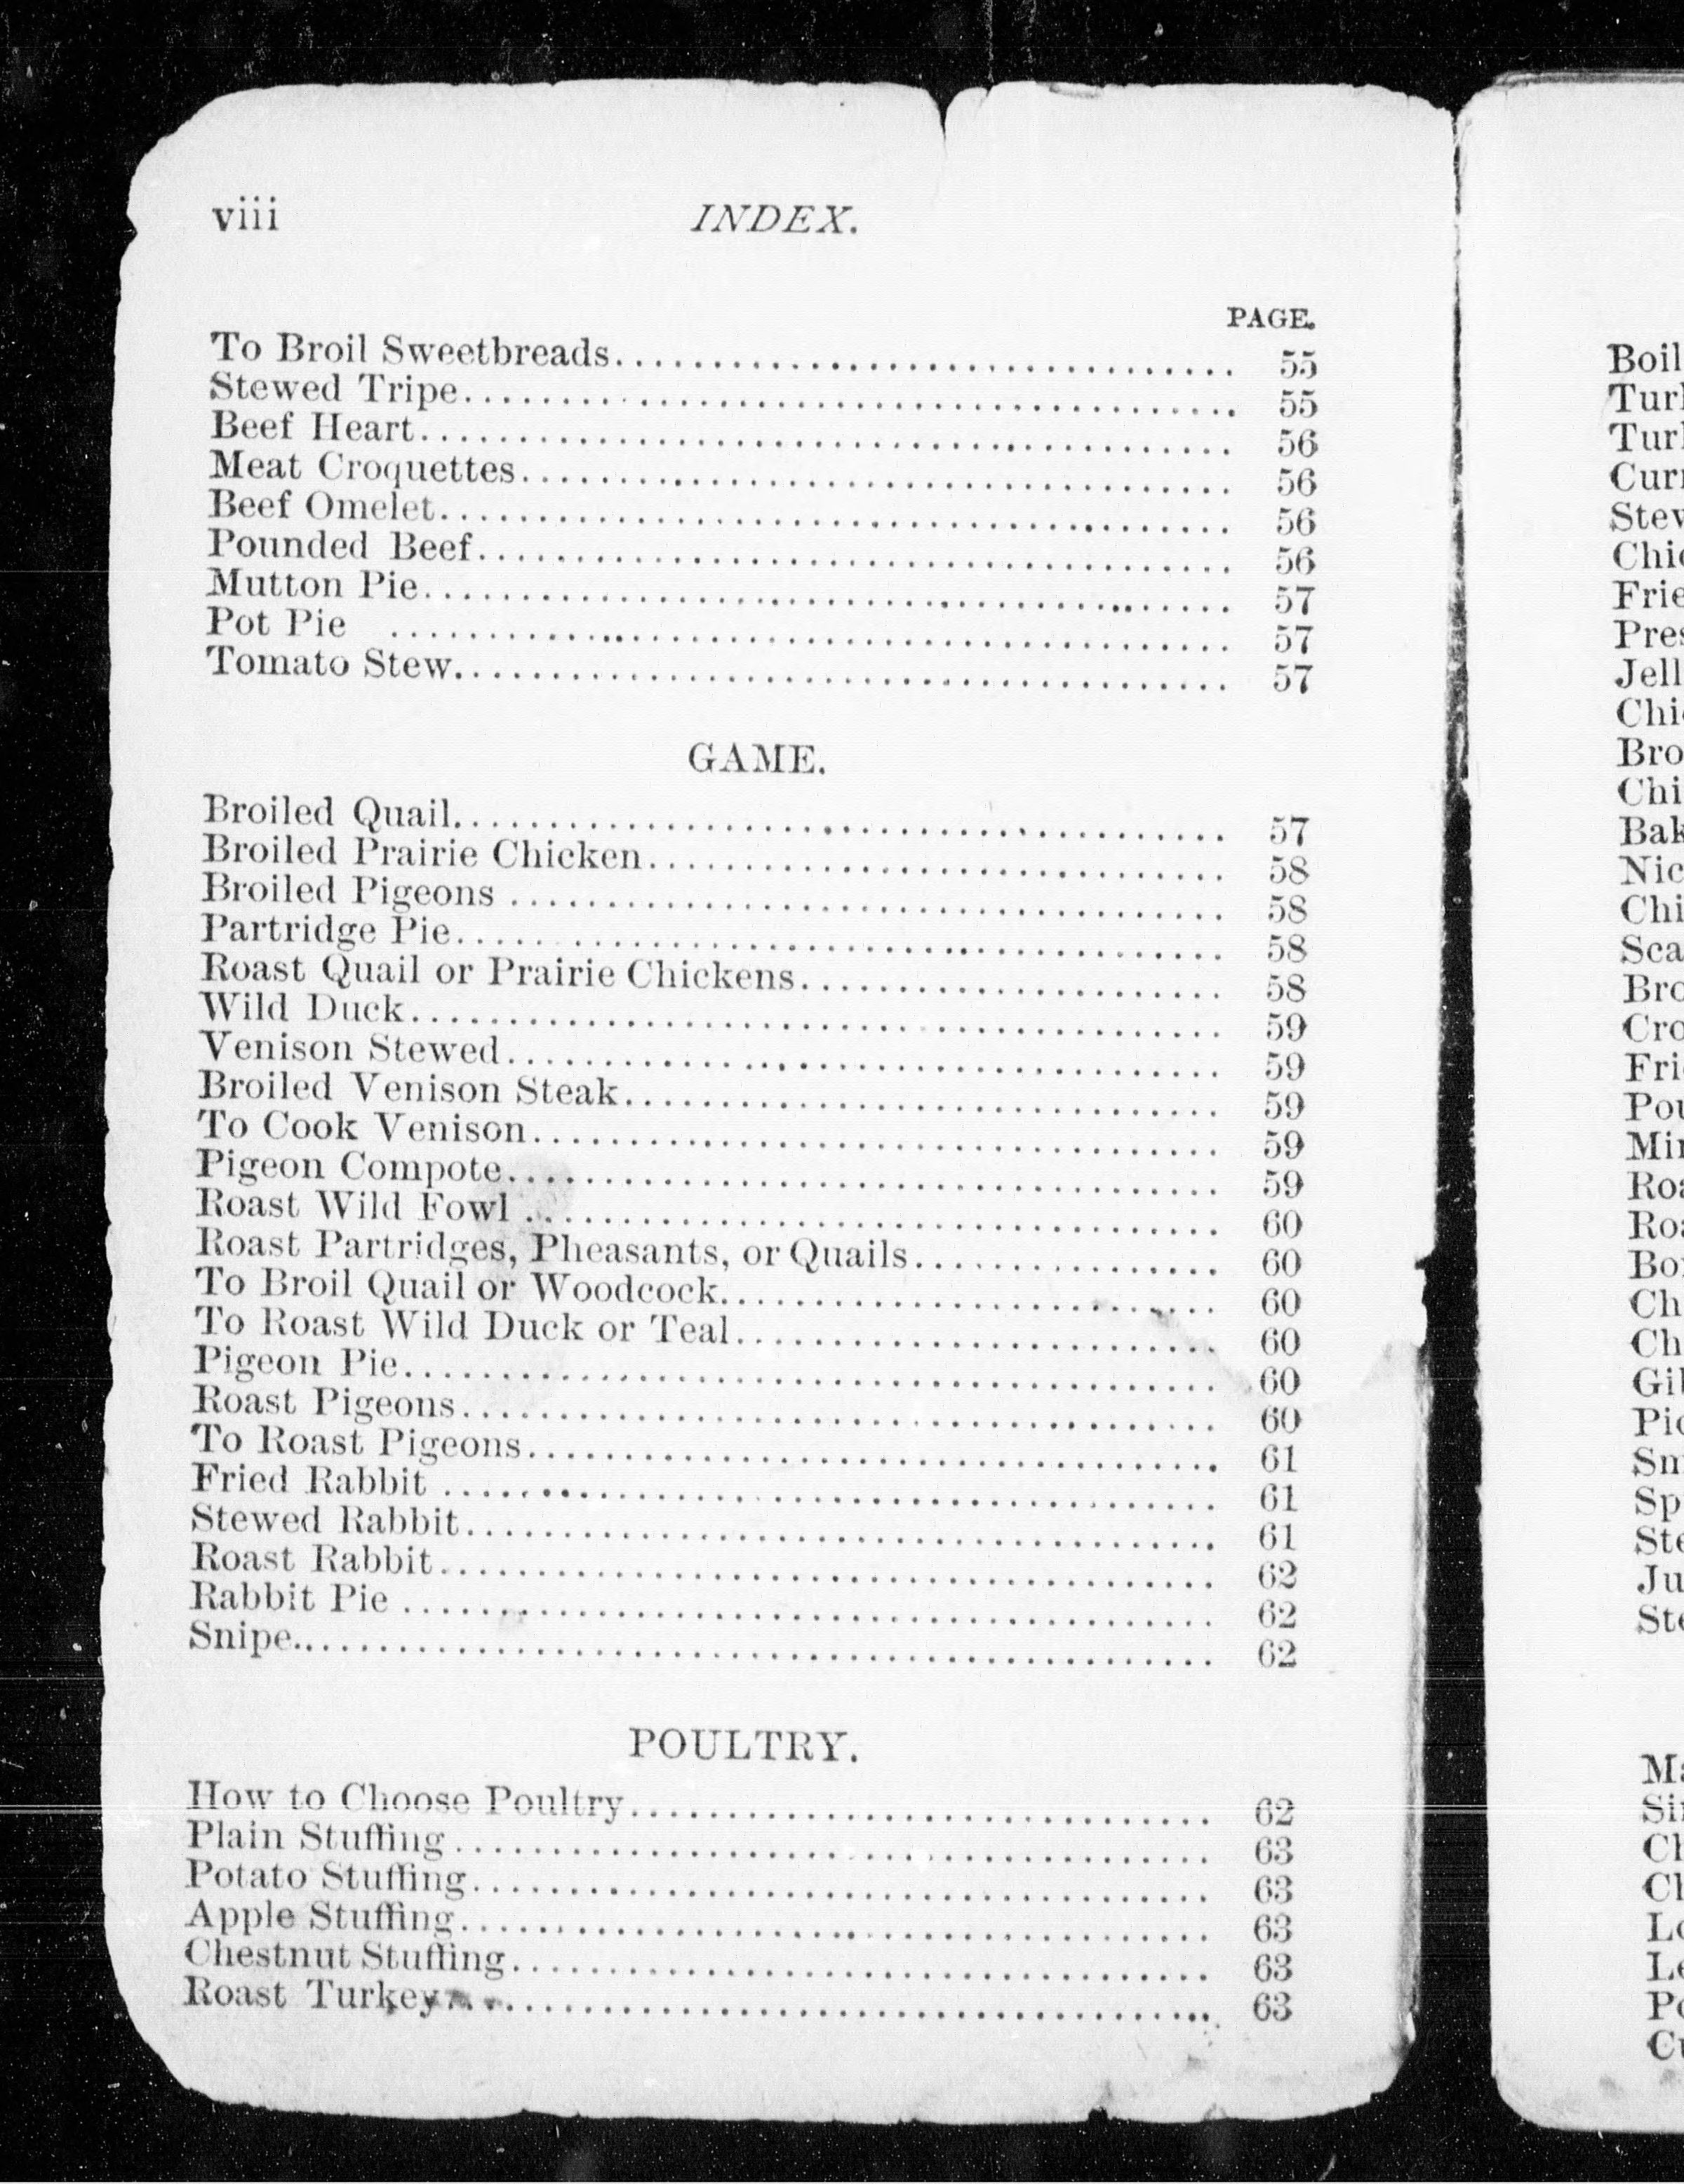 viii INDEX.
PAGE.
To Broil Sweetbreads 55
Stewed Tripe 55
Beef Heart 56
Meat Croquettes 56
Beef Omelet 56
Pounded Beef 56
Mutton Pie 57
Pot Pie 57
Tomato Stew 57
GAME.
Broiled Quail 57
Broiled Prairie Chicken 58
Broiled Pigeons 58
Partridge Pie 58
Roast Quail or Prairie Chickens 58
Wild Duck 59
Venison Stewed 59
Broiled Venison Steak 59
To Cook Venison 59
Pigeon Compote 59
Roast Wild Fowl 60
Roast Partridges, Pheasants, or Quails 60
To Broil Quail or Woodcock 60
To Roast Wild Duck or Teal 60
Pigeon Pie 60
Roast Pigeons 60
To Roast Pigeons 61
Fried Rabbit 61
Stewed Rabbit 61
Roast Rabbit 62
Rabbit Pie 62
Snipe 62
POULTRY.
How to Choose Poultry 62
Plain Stuffing 63
Potato Stuffing 63
Apple Stuffing 63
Chestnut Stuffing 63
Roast Turkey 63